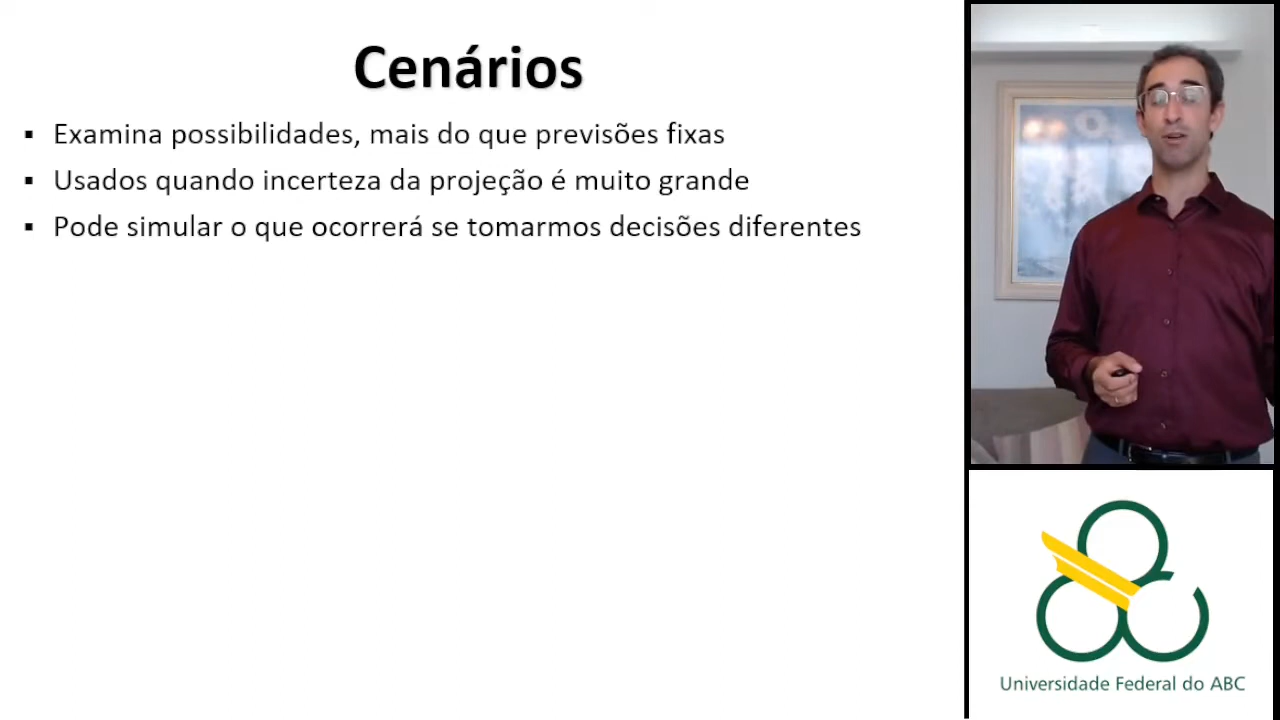 Cenários
▪ Examina possibilidades, mais do que previsões fixas
▪ Usados quando incerteza da projeção é muito grande
▪ Pode simular o que ocorrerá se tomarmos decisões diferentes
Universidade Federal do ABC